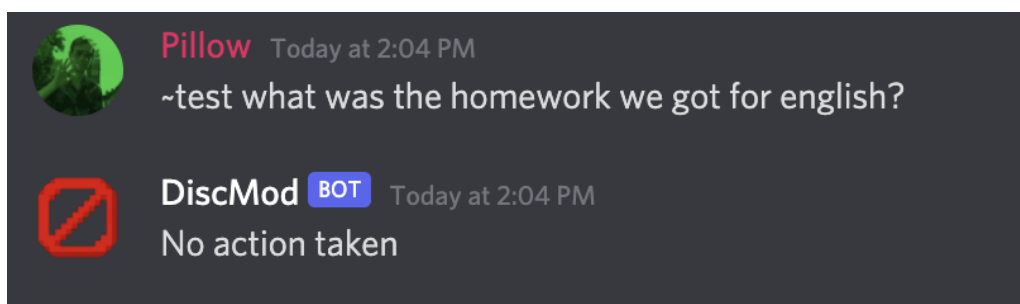 Pillow Today at 2:04 PM
~test what was the homework we got for english?
DiscMod BOT Today at 2:04 PM
No action taken